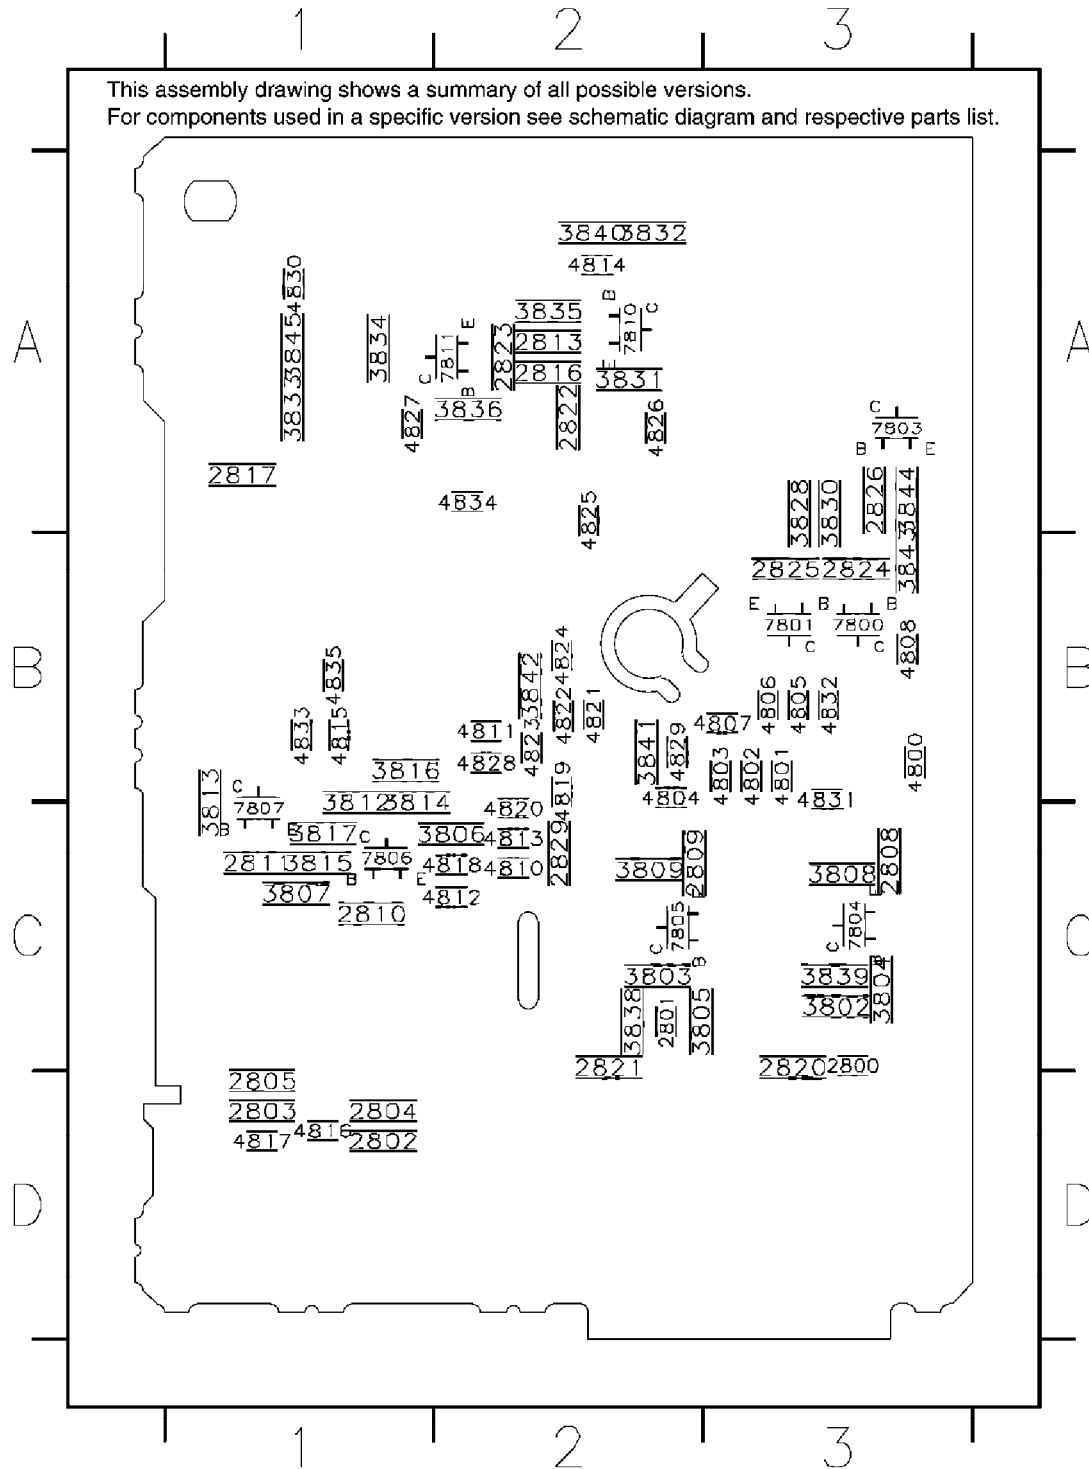 1 2 3
This assembly drawing shows a summary of all possible versions.
For components used in a specific version see schematic diagram and respective parts list.
3840 3832
4814
4830
B
C
3835
7810
3845
3834
E
A
2823
2813
A
7811
E
2816
3831
C
B
3833
4827
3836
2822
4826
C
7803
B
E
2817
2826
3844
4834
4825
3828
3830
3843
2825
2824
E
B
B
7801
7800
C
C
4808
4824
B
4835
3842
B
4806
4805
4832
4822
4821
4807
4833
4815
4811
4823
3841
4829
4800
4828
4803
4802
4801
3816
4819
4804
4831
3813
C
7807
3812
3814
4820
B
E
3817
C
3806
4813
2829
2809
2808
2811
3815
7806
4818
4810
3809
3808
B
E
3807
4812
E
E
2810
7805
7804
C
C
C
C
B
B
3803
3839
3804
3838
2801
3805
3802
2821
2820
2800
2805
2803
2804
4817
4816
2802
D
D
1 2 3